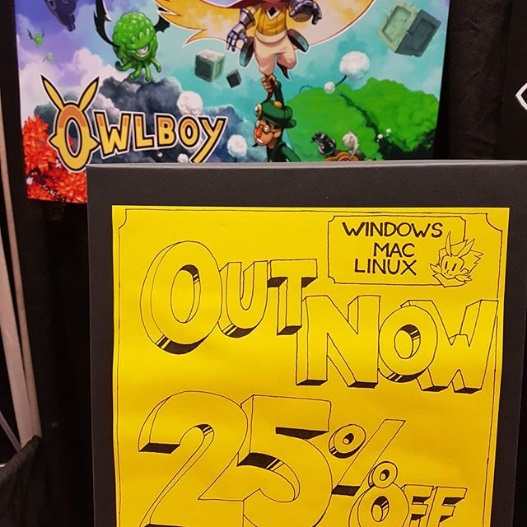 OWLBOY
WINDOWS
MAC
LINUX
OUT
NOW
25% OFF